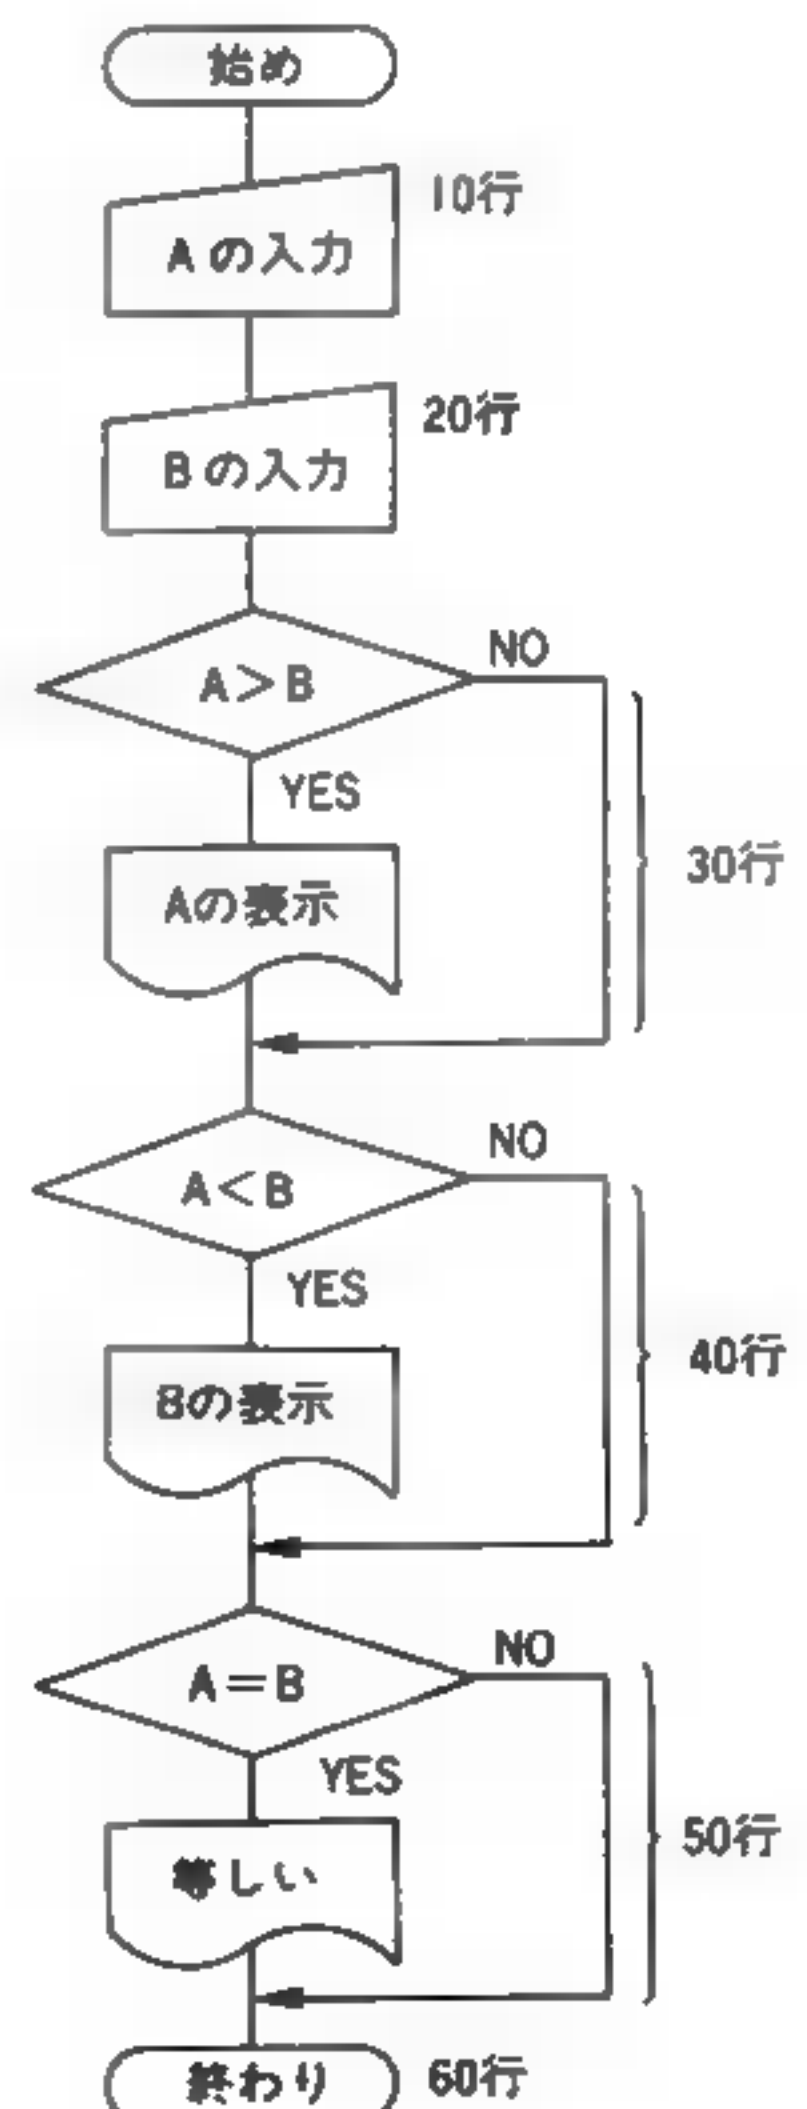 始め
10行
Aの入力
20行
Bの入力
A>B
NO
YES
30行
Aの表示
A<B
NO
YES
40行
Bの表示
A=B
NO
YES
50行
等しい
終わり
60行